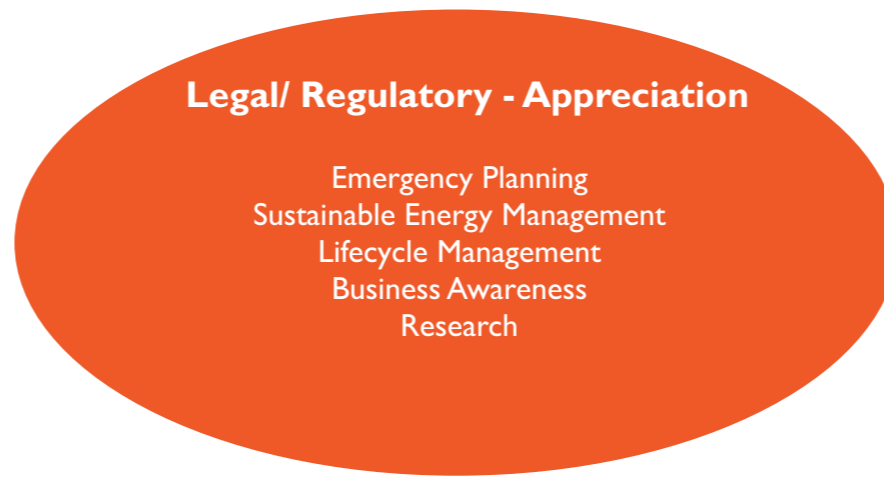 Legal/ Regulatory - Appreciation
Emergency Planning
Sustainable Energy Management
Lifecycle Management
Business Awareness
Research